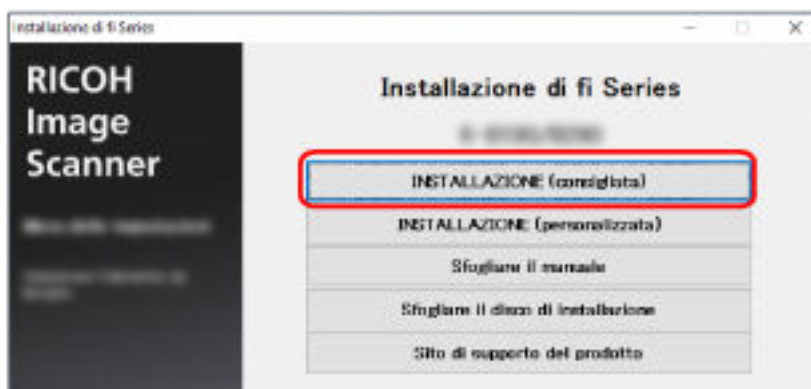 Installazione di fi Series
RICOH
Image
Scanner
Installazione di fi Series
INSTALLAZIONE (consigliata)
INSTALLAZIONE (personalizzata)
Sfogliare il manuale
Sfogliare il disco di installazione
Sito di supporto del prodotto